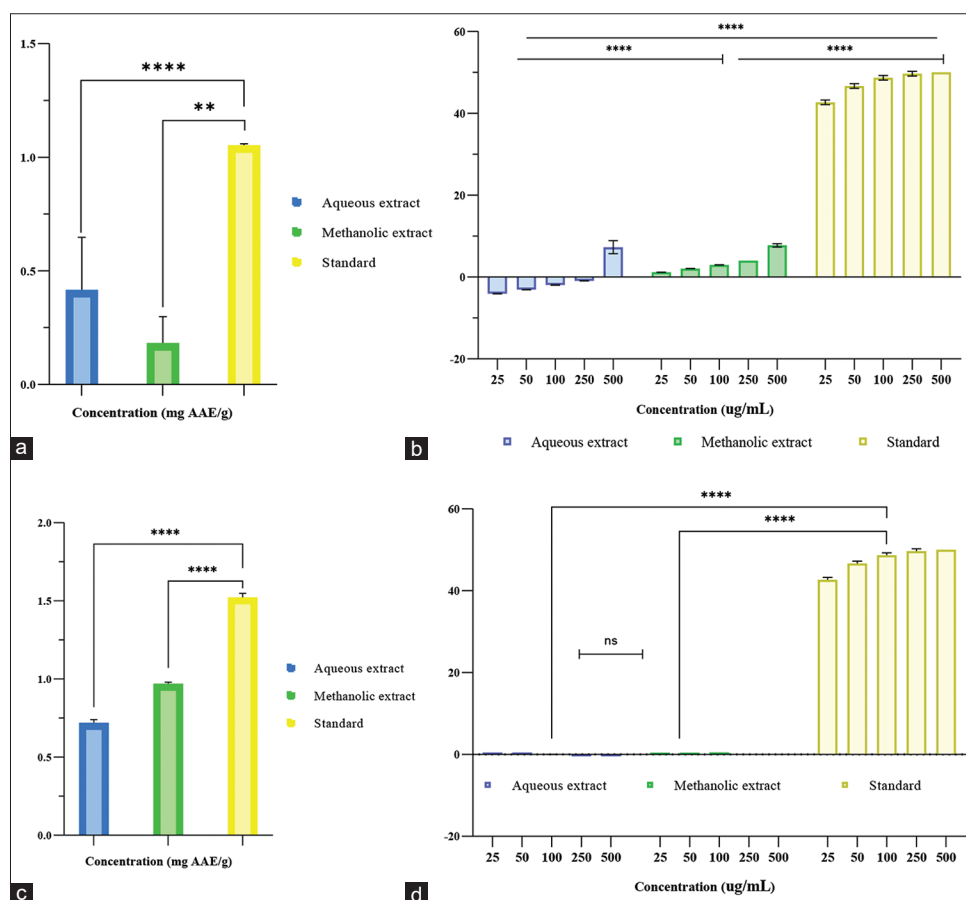 1.5
1.0
0.5
0.0
****
**
Aqueous extract
Methanolic extract
Standard
Concentration (mg AAE/g)
a
60
40
20
0
-20
****
**** ****
25 50 100 250 500 25 50 100 250 500 25 50 100 250 500
Concentration (ug/mL)
Aqueous extract Methanolic extract Standard
b
2.0
1.5
1.0
0.5
0.0
****
****
Aqueous extract
Methanolic extract
Standard
Concentration (mg AAE/g)
c
60
40
20
0
-20
****
****
ns
Aqueous extract Methanolic extract Standard
25 50 100 250 500 25 50 100 250 500 25 50 100 250 500
Concentration (ug/mL)
d